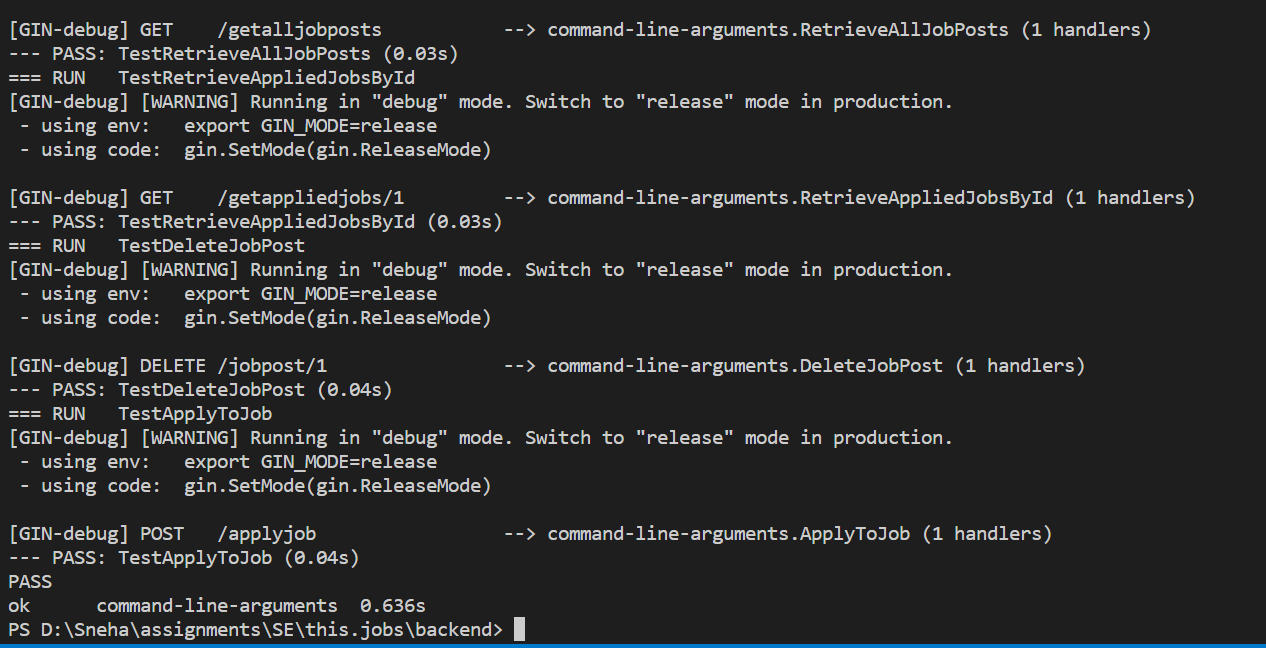 [GIN-debug] GET    /getalljobposts           --> command-line-arguments.RetrieveAllJobPosts (1 handlers)
--- PASS: TestRetrieveAllJobPosts (0.03s)
=== RUN   TestRetrieveAppliedJobsById
[GIN-debug] [WARNING] Running in "debug" mode. Switch to "release" mode in production.
 - using env:   export GIN_MODE=release
 - using code:  gin.SetMode(gin.ReleaseMode)

[GIN-debug] GET    /getappliedjobs/1         --> command-line-arguments.RetrieveAppliedJobsById (1 handlers)
--- PASS: TestRetrieveAppliedJobsById (0.03s)
=== RUN   TestDeleteJobPost
[GIN-debug] [WARNING] Running in "debug" mode. Switch to "release" mode in production.
 - using env:   export GIN_MODE=release
 - using code:  gin.SetMode(gin.ReleaseMode)

[GIN-debug] DELETE /jobpost/1                --> command-line-arguments.DeleteJobPost (1 handlers)
--- PASS: TestDeleteJobPost (0.04s)
=== RUN   TestApplyToJob
[GIN-debug] [WARNING] Running in "debug" mode. Switch to "release" mode in production.
 - using env:   export GIN_MODE=release
 - using code:  gin.SetMode(gin.ReleaseMode)

[GIN-debug] POST   /applyjob                 --> command-line-arguments.ApplyToJob (1 handlers)
--- PASS: TestApplyToJob (0.04s)
PASS
ok      command-line-arguments  0.636s
PS D:\Sneha\assignments\SE\this.jobs\backend>